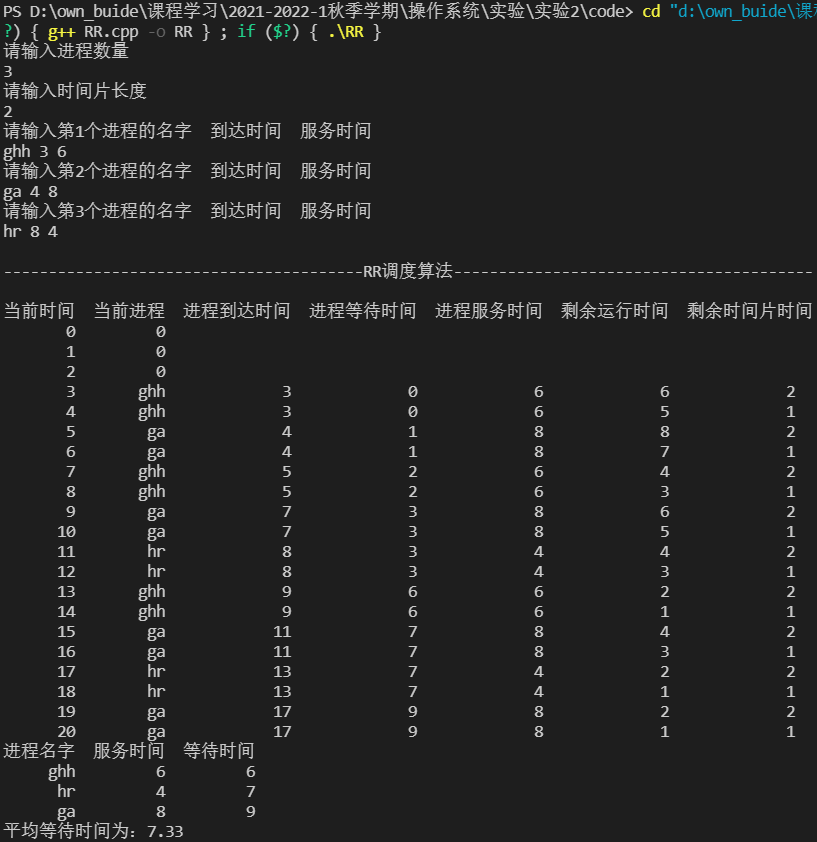 PS D:\own_buide\课程学习\2021-2022-1秋季学期\操作系统\实验\实验2\code> cd "d:\own_buide\课
?) { g++ RR.cpp -o RR } ; if ($?) { .\RR }
请输入进程数量
3
请输入时间片长度
2
请输入第1个进程的名字  到达时间  服务时间
ghh 3 6
请输入第2个进程的名字  到达时间  服务时间
ga 4 8
请输入第3个进程的名字  到达时间  服务时间
hr 8 4
----------------------------------------RR调度算法----------------------------------------
当前时间  当前进程  进程到达时间  进程等待时间  进程服务时间  剩余运行时间  剩余时间片时间
0 0
1 0
2 0
3 ghh 3 0 6 6 2
4 ghh 3 0 6 5 1
5 ga 4 1 8 8 2
6 ga 4 1 8 7 1
7 ghh 5 2 6 4 2
8 ghh 5 2 6 3 1
9 ga 7 3 8 6 2
10 ga 7 3 8 5 1
11 hr 8 3 4 4 2
12 hr 8 3 4 3 1
13 ghh 9 6 6 2 2
14 ghh 9 6 6 1 1
15 ga 11 7 8 4 2
16 ga 11 7 8 3 1
17 hr 13 7 4 2 2
18 hr 13 7 4 1 1
19 ga 17 9 8 2 2
20 ga 17 9 8 1 1
进程名字  服务时间  等待时间
ghh 6 6
hr 4 7
ga 8 9
平均等待时间为：7.33